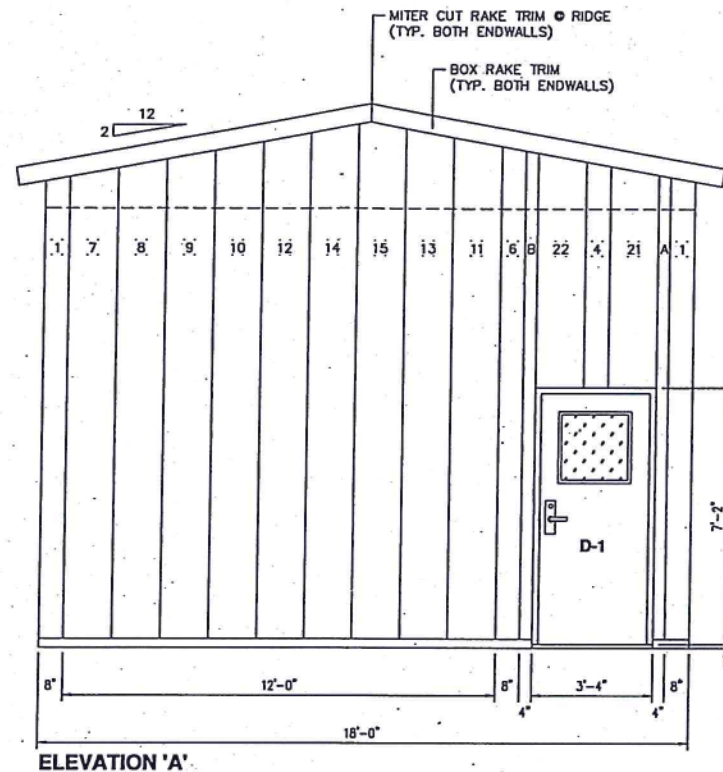 MITER CUT RAKE TRIM @ RIDGE
(TYP. BOTH ENDWALLS)
BOX RAKE TRIM
(TYP. BOTH ENDWALLS)
12
2
1 7 8 9 10 12 14 15 13 11 6 B 22 4 21 A 1
D-1
7'-2"
8" 12'-0" 8" 4" 3'-4" 4" 8"
18'-0"
ELEVATION 'A'